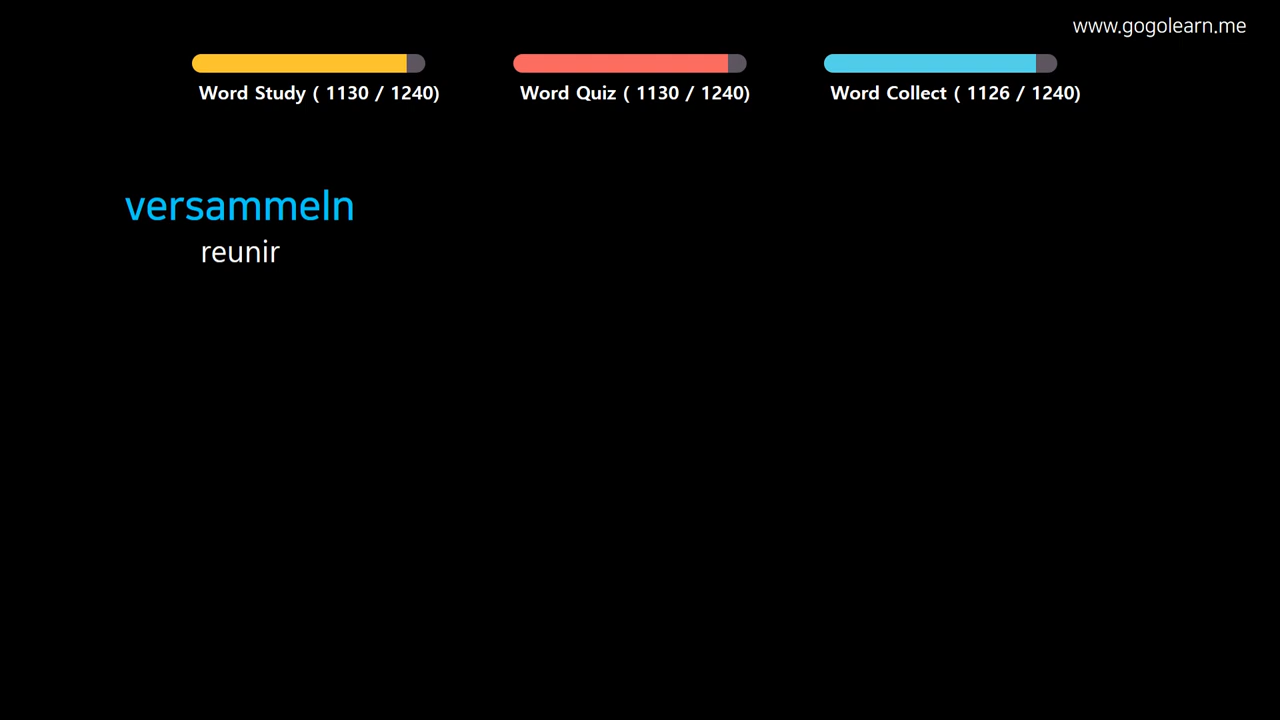 www.gogolearn.me
Word Study ( 1130 / 1240)
Word Quiz ( 1130 / 1240)
Word Collect ( 1126 / 1240)
versammeln
reunir